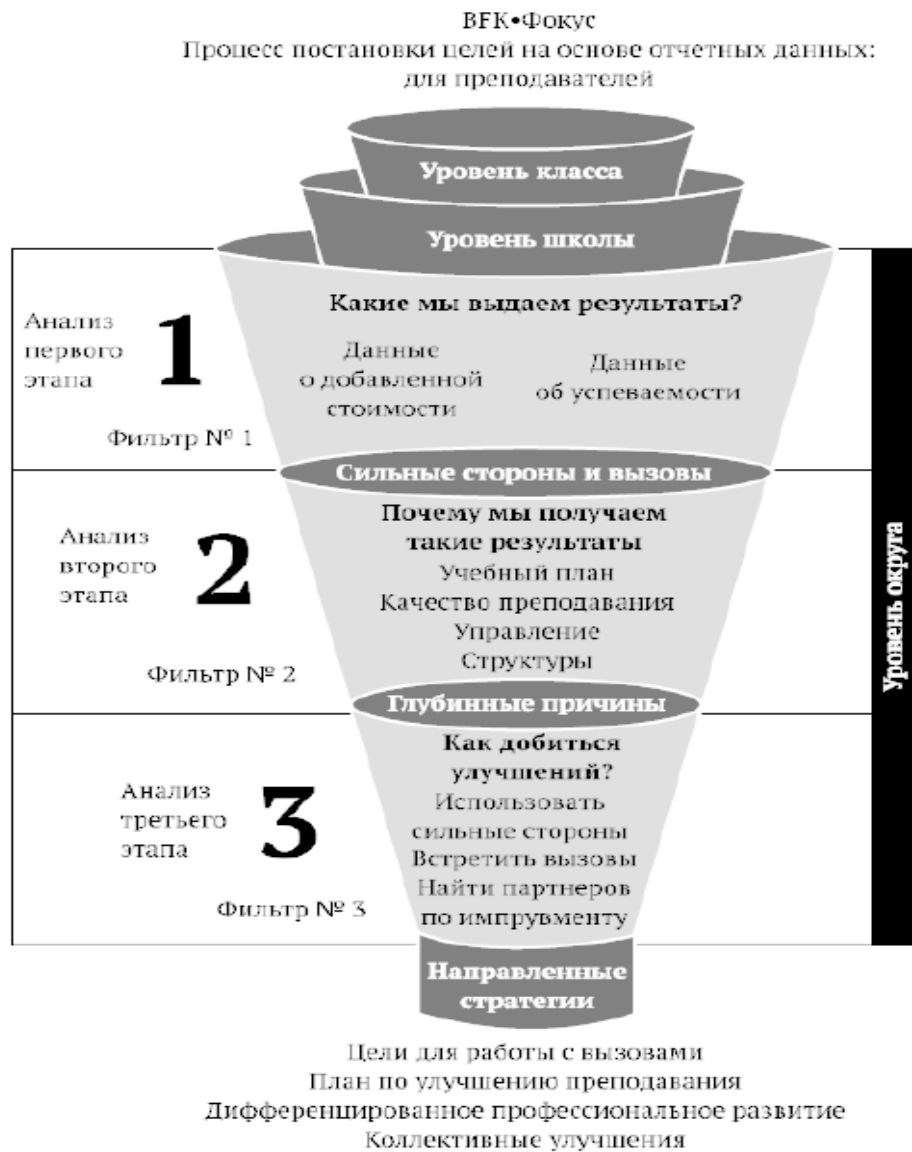 BFK•Фокус
Процесс постановки целей на основе отчетных данных:
для преподавателей
Уровень класса
Уровень школы
Какие мы выдаем результаты?
Анализ
первого
этапа
1
Данные
о добавленной
стоимости
Данные
об успеваемости
Фильтр № 1
Сильные стороны и вызовы
Почему мы получаем
такие результаты
Анализ
второго
этапа
2
Учебный план
Качество преподавания
Управление
Структуры
Фильтр № 2
Глубинные причины
Как добиться
улучшений?
Анализ
третьего
этапа
3
Использовать
сильные стороны
Встретить вызовы
Найти партнеров
по импрувменту
Фильтр № 3
Уровень округа
Направленные
стратегии
Цели для работы с вызовами
План по улучшению преподавания
Дифференцированное профессиональное развитие
Коллективные улучшения